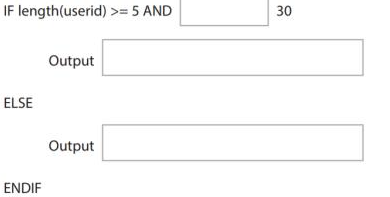 IF length(userid) >= 5 AND 30
Output
ELSE
Output
ENDIF